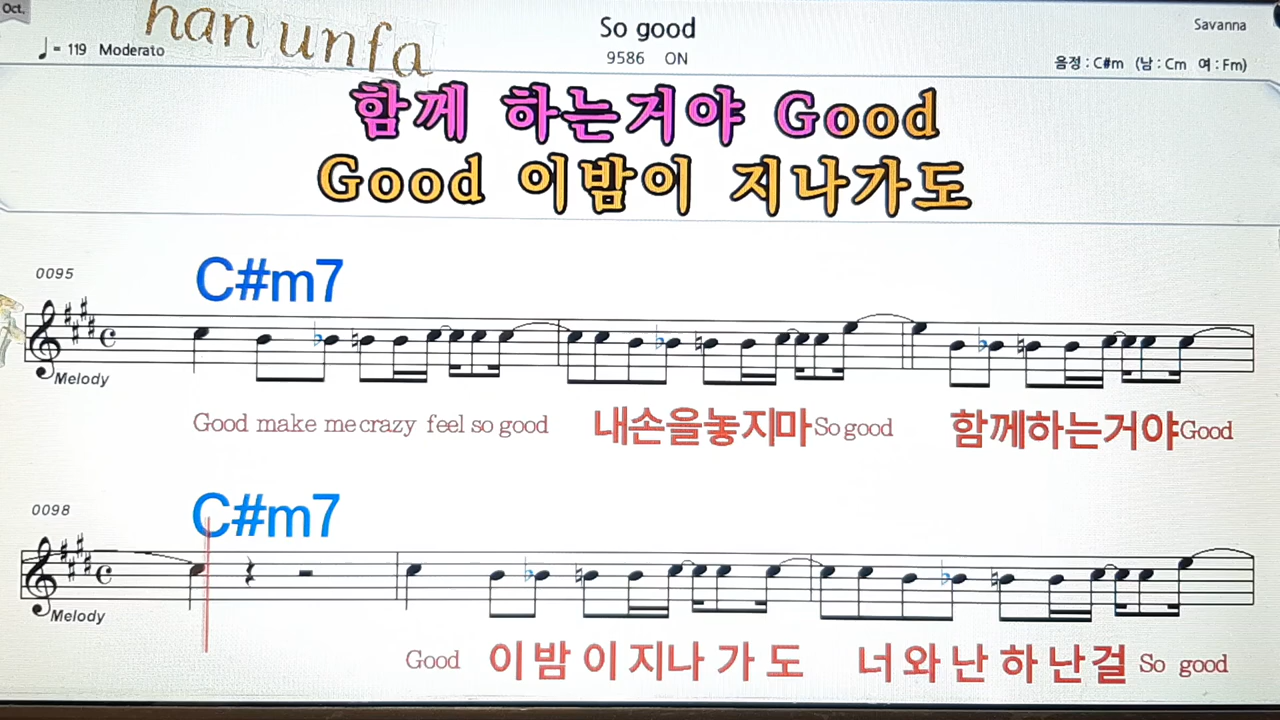 Oct.
han unfa
So good
Savanna
♩= 119 Moderato
9586 ON
음정 : C#m (남 : Cm 여 : Fm)
함께 하는거야 Good
Good 이밤이 지나가도
0095
C#m7
Melody
Good make me crazy feel so good 내손을놓지마 So good 함께하는거야 Good
0098
C#m7
Melody
Good 이 밤 이 지나 가 도 너 와 난 하 난걸 So good